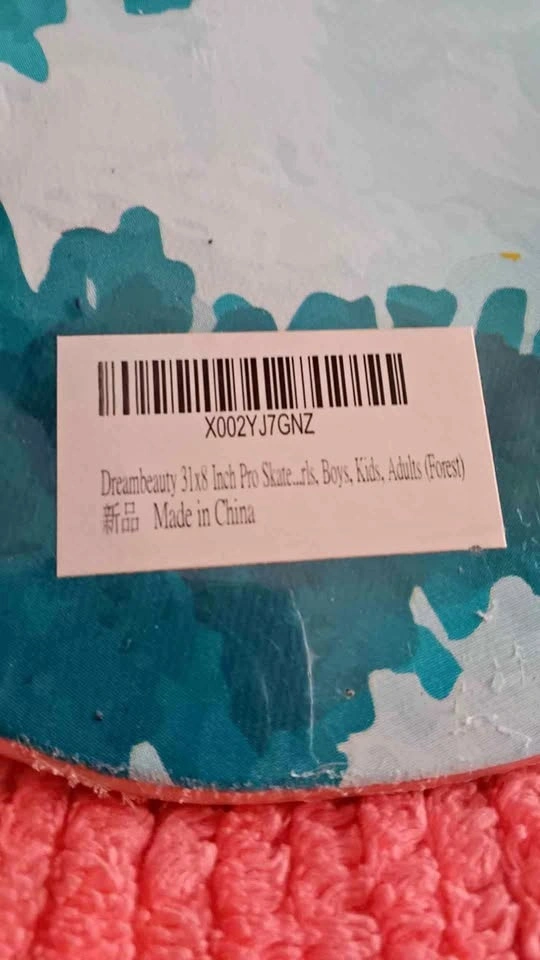 X002YJ7GNZ
Dreambeauty 31x8 Inch Pro Skate...rls, Boys, Kids, Adults (Forest)
新品 Made in China